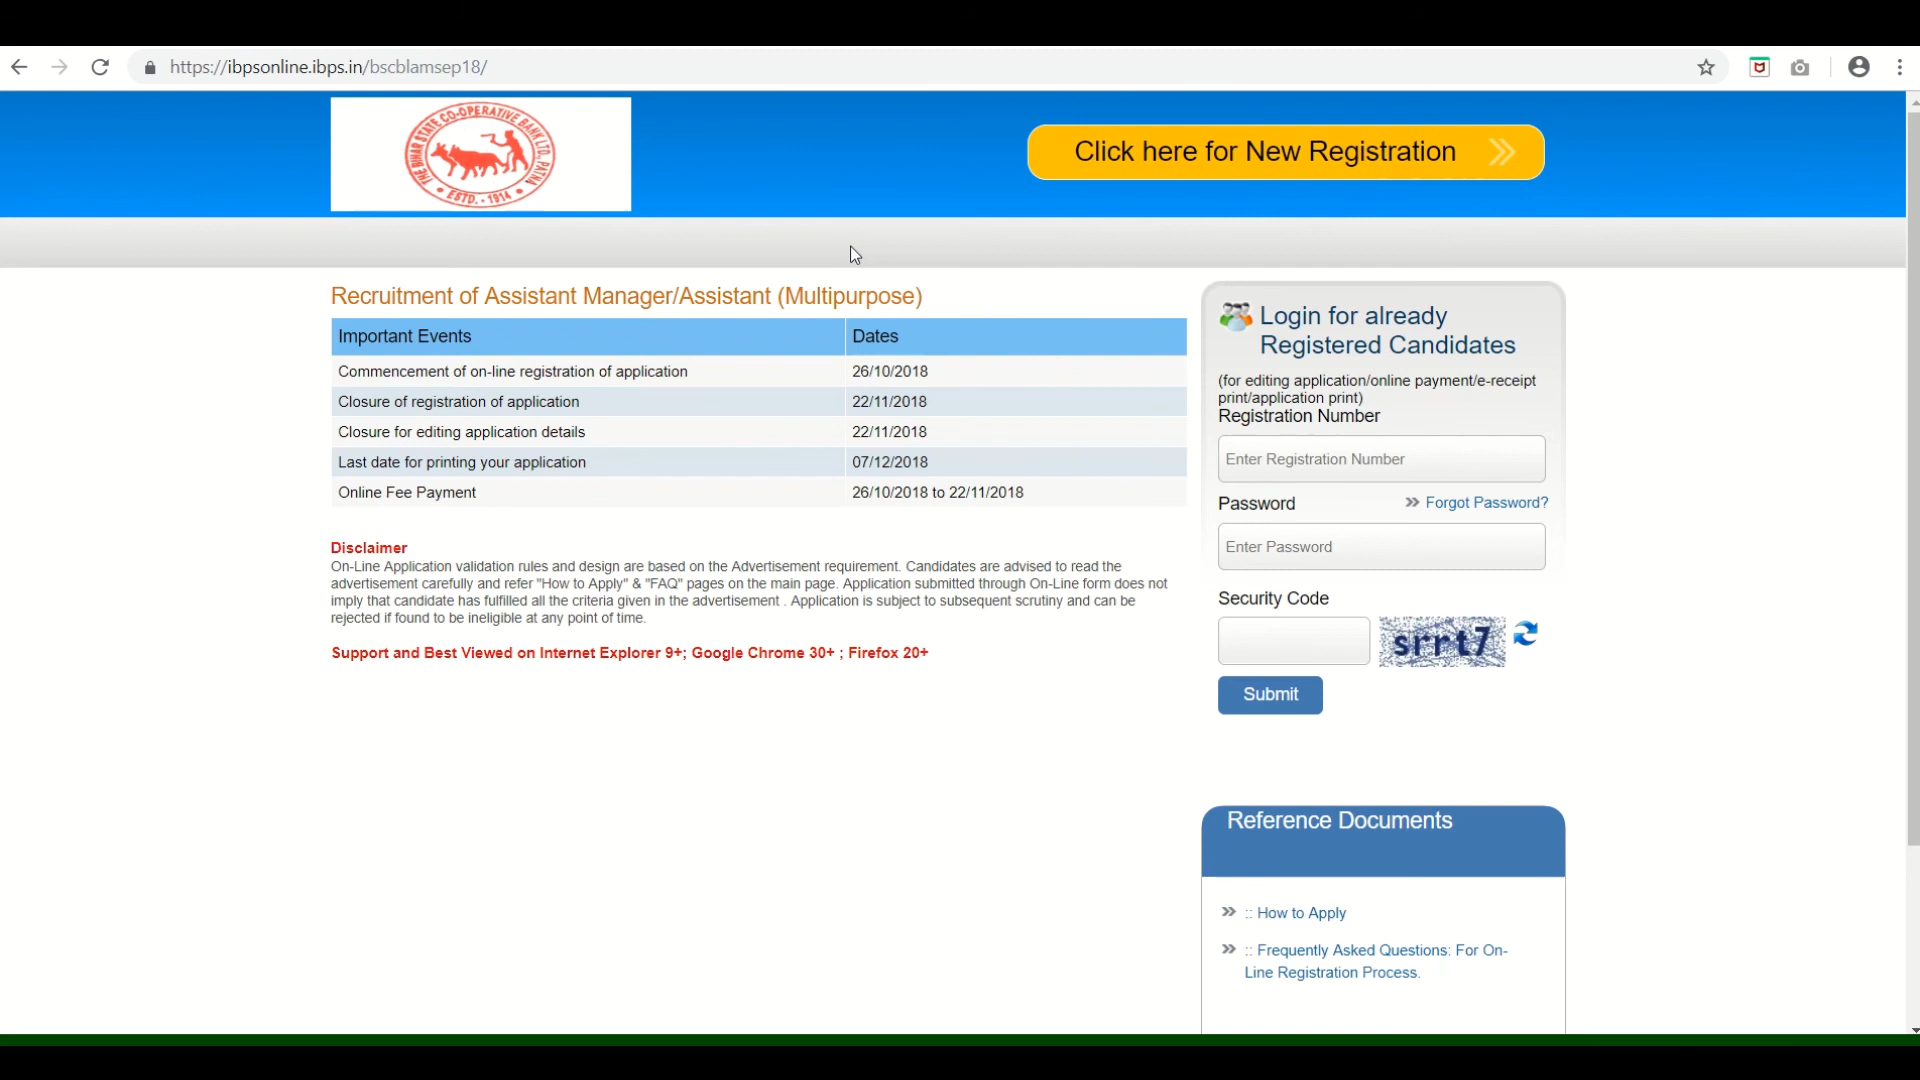 https://ibpsonline.ibps.in/bscblamsep18/
THE BIHAR STATE CO-OPERATIVE BANK LTD. PATNA
ESTD. - 1914
Click here for New Registration
Recruitment of Assistant Manager/Assistant (Multipurpose)
Important Events Dates
Commencement of on-line registration of application 26/10/2018
Closure of registration of application 22/11/2018
Closure for editing application details 22/11/2018
Last date for printing your application 07/12/2018
Online Fee Payment 26/10/2018 to 22/11/2018
Disclaimer
On-Line Application validation rules and design are based on the Advertisement requirement. Candidates are advised to read the
advertisement carefully and refer "How to Apply" & "FAQ" pages on the main page. Application submitted through On-Line form does not
imply that candidate has fulfilled all the criteria given in the advertisement . Application is subject to subsequent scrutiny and can be
rejected if found to be ineligible at any point of time.
Support and Best Viewed on Internet Explorer 9+; Google Chrome 30+ ; Firefox 20+
Login for already
Registered Candidates
(for editing application/online payment/e-receipt
print/application print)
Registration Number
Enter Registration Number
Password Forgot Password?
Enter Password
Security Code
srrt7
Submit
Reference Documents
:: How to Apply
:: Frequently Asked Questions: For On-
Line Registration Process.